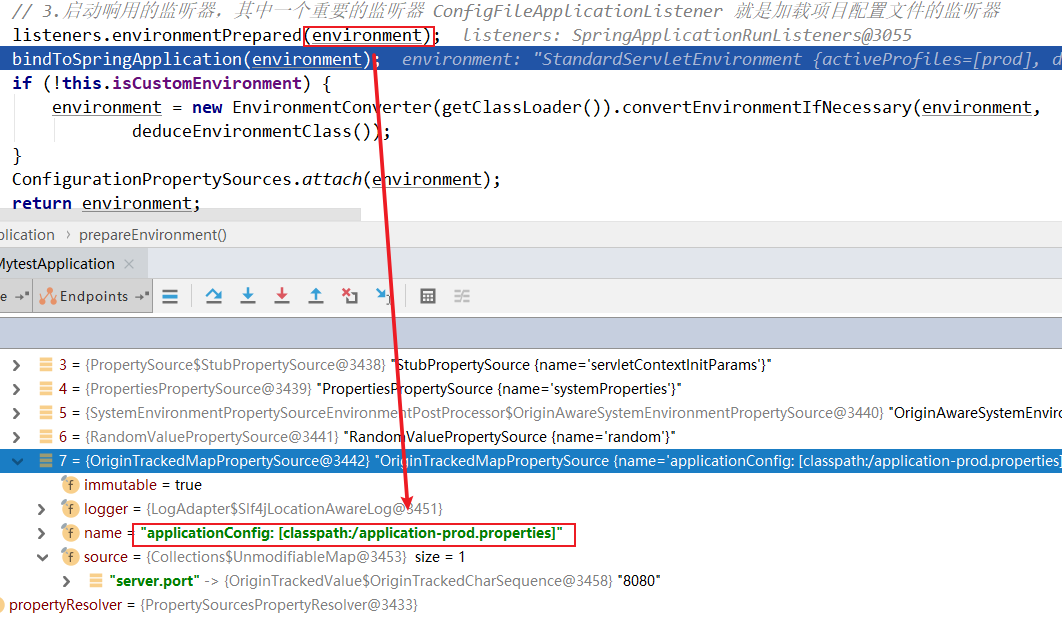 // 3.启动响用的监听器，其中一个重要的监听器 ConfigFileApplicationListener 就是加载项目配置文件的监听器
listeners.environmentPrepared(environment); listeners: SpringApplicationRunListeners@3055
bindToSpringApplication(environment); environment: "StandardServletEnvironment {activeProfiles=[prod], d
if (!this.isCustomEnvironment) {
environment = new EnvironmentConverter(getClassLoader()).convertEnvironmentIfNecessary(environment,
deduceEnvironmentClass());
}
ConfigurationPropertySources.attach(environment);
return environment;
plication › prepareEnvironment()
MytestApplication ×
e Endpoints
3 = {PropertySource$StubPropertySource@3438} "StubPropertySource {name='servletContextInitParams'}"
4 = {PropertiesPropertySource@3439} "PropertiesPropertySource {name='systemProperties'}"
5 = {SystemEnvironmentPropertySourceEnvironmentPostProcessor$OriginAwareSystemEnvironmentPropertySource@3440} "OriginAwareSystemEnviro
6 = {RandomValuePropertySource@3441} "RandomValuePropertySource {name='random'}"
7 = {OriginTrackedMapPropertySource@3442} "OriginTrackedMapPropertySource {name='applicationConfig: [classpath:/application-prod.properties]
f immutable = true
f logger = {LogAdapter$Slf4jLocationAwareLog@3451}
f name = "applicationConfig: [classpath:/application-prod.properties]"
f source = {Collections$UnmodifiableMap@3453} size = 1
"server.port" -> {OriginTrackedValue$OriginTrackedCharSequence@3458} "8080"
propertyResolver = {PropertySourcesPropertyResolver@3433}